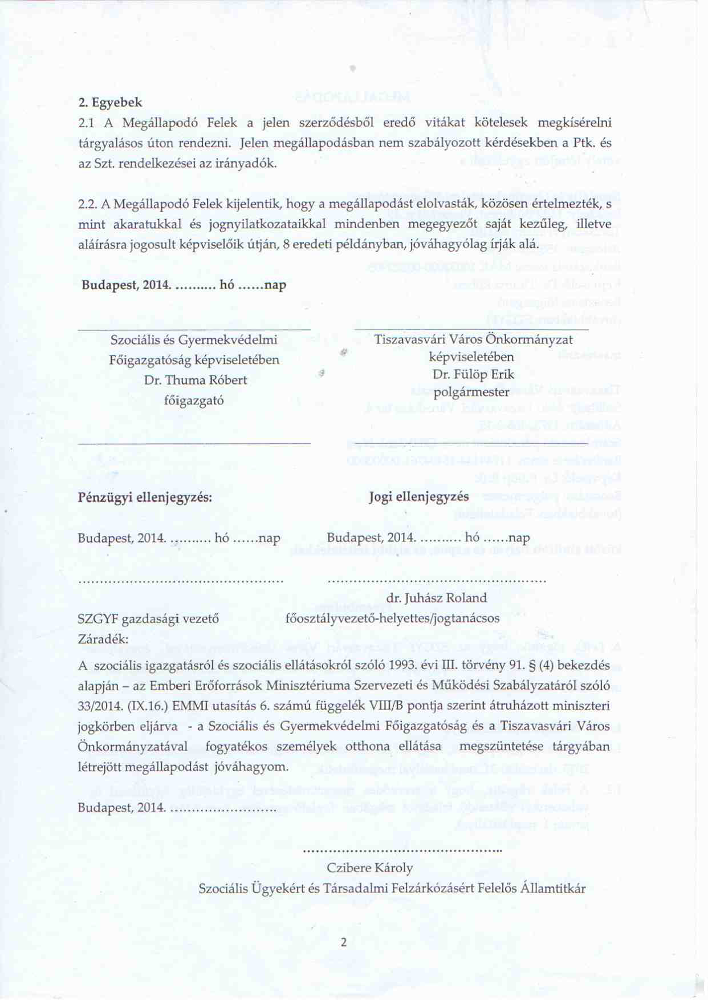 2. Egyebek
2.1 A Megállapodó Felek a jelen szerződésből eredő vitákat kötelesek megkísérelni
tárgyalásos úton rendezni. Jelen megállapodásban nem szabályozott kérdésekben a Ptk. és
az Szt. rendelkezései az irányadók.
2.2. A Megállapodó Felek kijelentik, hogy a megállapodást elolvasták, közösen értelmezték, s
mint akaratukkal és jognyilatkozataikkal mindenben megegyezőt saját kezűleg, illetve
aláírásra jogosult képviselőik útján, 8 eredeti példányban, jóváhagyólag írják alá.
Budapest, 2014. .......... hó ......nap
Szociális és Gyermekvédelmi
Főigazgatóság képviseletében
Dr. Thuma Róbert
főigazgató
Tiszavasvári Város Önkormányzat
képviseletében
Dr. Fülöp Erik
polgármester
Pénzügyi ellenjegyzés:
Jogi ellenjegyzés
Budapest, 2014. .......... hó ......nap
Budapest, 2014. .......... hó ......nap
dr. Juhász Roland
SZGYF gazdasági vezető
főosztályvezető-helyettes/jogtanácsos
Záradék:
A szociális igazgatásról és szociális ellátásokról szóló 1993. évi III. törvény 91. § (4) bekezdés
alapján – az Emberi Erőforrások Minisztériuma Szervezeti és Működési Szabályzatáról szóló
33/2014. (IX.16.) EMMI utasítás 6. számú függelék VIII/B pontja szerint átruházott miniszteri
jogkörben eljárva - a Szociális és Gyermekvédelmi Főigazgatóság és a Tiszavasvári Város
Önkormányzatával fogyatékos személyek otthona ellátása megszüntetése tárgyában
létrejött megállapodást jóváhagyom.
Budapest, 2014. ..........................
Czibere Károly
Szociális Ügyekért és Társadalmi Felzárkózásért Felelős Államtitkár
2